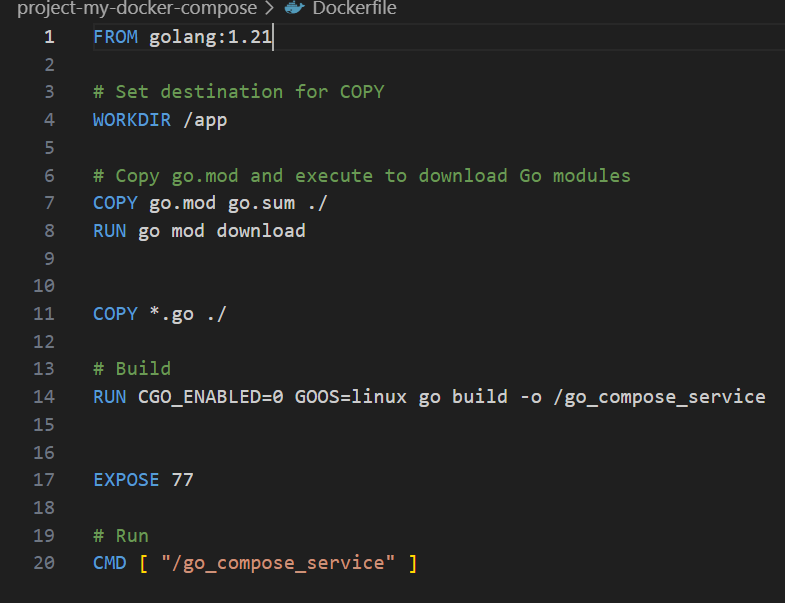 project-my-docker-compose > Dockerfile
1 FROM golang:1.21
2
3 # Set destination for COPY
4 WORKDIR /app
5
6 # Copy go.mod and execute to download Go modules
7 COPY go.mod go.sum ./
8 RUN go mod download
9
10
11 COPY *.go ./
12
13 # Build
14 RUN CGO_ENABLED=0 GOOS=linux go build -o /go_compose_service
15
16
17 EXPOSE 77
18
19 # Run
20 CMD [ "/go_compose_service" ]